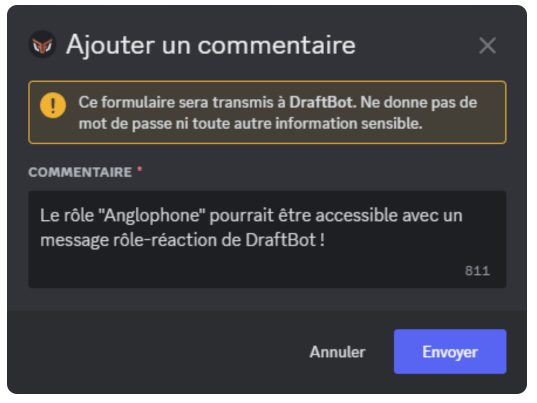 Ajouter un commentaire
Ce formulaire sera transmis à DraftBot. Ne donne pas de
mot de passe ni toute autre information sensible.
COMMENTAIRE *
Le rôle "Anglophone" pourrait être accessible avec un
message rôle-réaction de DraftBot !
811
Annuler
Envoyer